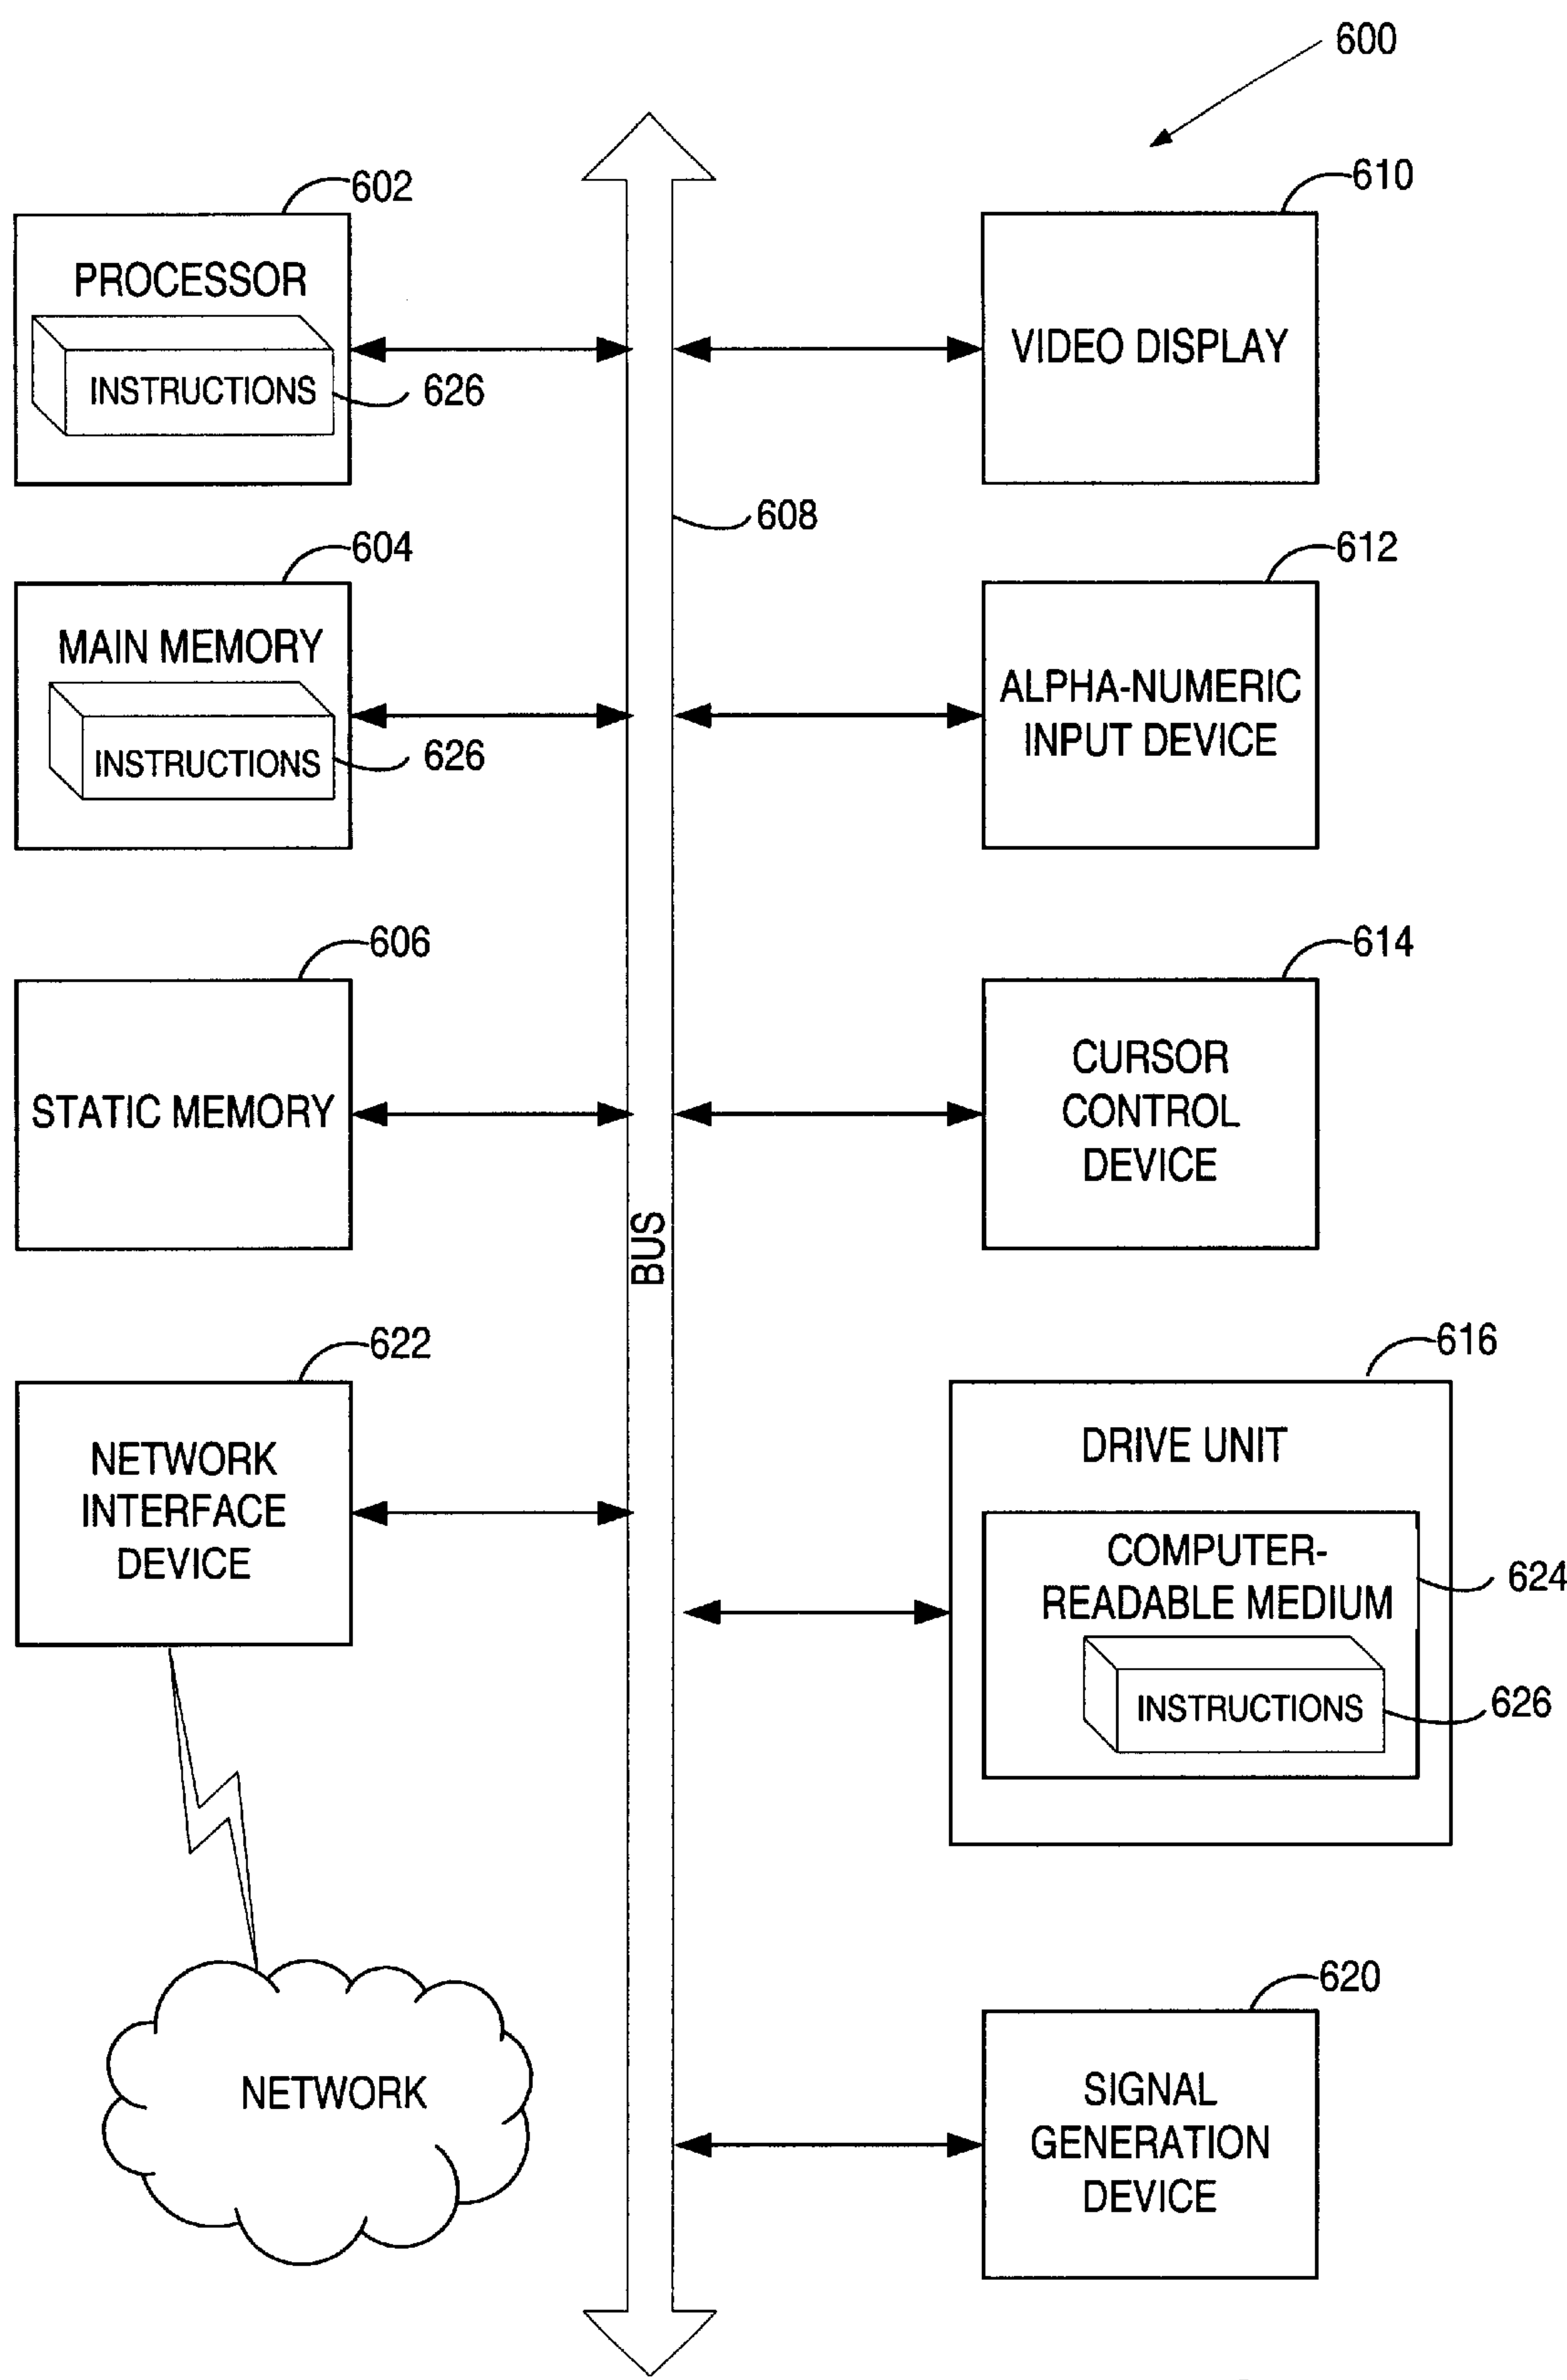 600
602
PROCESSOR
INSTRUCTIONS
626
610
VIDEO DISPLAY
608
604
MAIN MEMORY
INSTRUCTIONS
626
612
ALPHA-NUMERIC
INPUT DEVICE
606
STATIC MEMORY
614
CURSOR
CONTROL
DEVICE
BUS
622
NETWORK
INTERFACE
DEVICE
616
DRIVE UNIT
COMPUTER-
READABLE MEDIUM
624
INSTRUCTIONS
626
NETWORK
620
SIGNAL
GENERATION
DEVICE